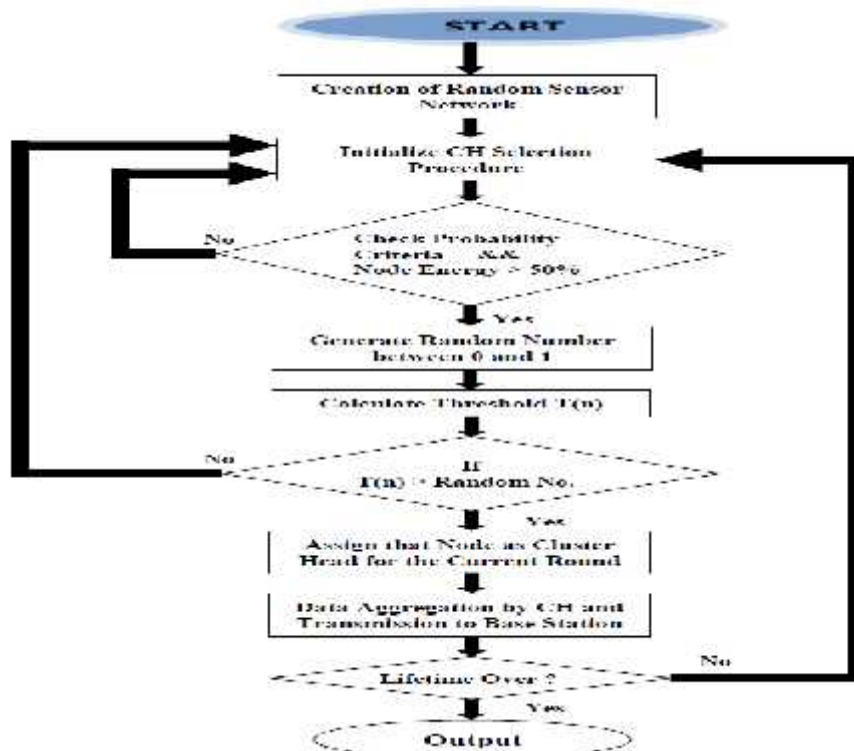 START
Creation of Random Sensor
Network
Initialize CH Selection
Procedure
No
Check Probability
Criteria &&
Node Energy > 50%
Yes
Generate Random Number
between 0 and 1
Calculate Threshold T(n)
No
If
T(n) > Random No.
Yes
Assign that Node as Cluster
Head for the Current Round
Data Aggregation by CH and
Transmission to Base Station
No
Lifetime Over ?
Yes
Output